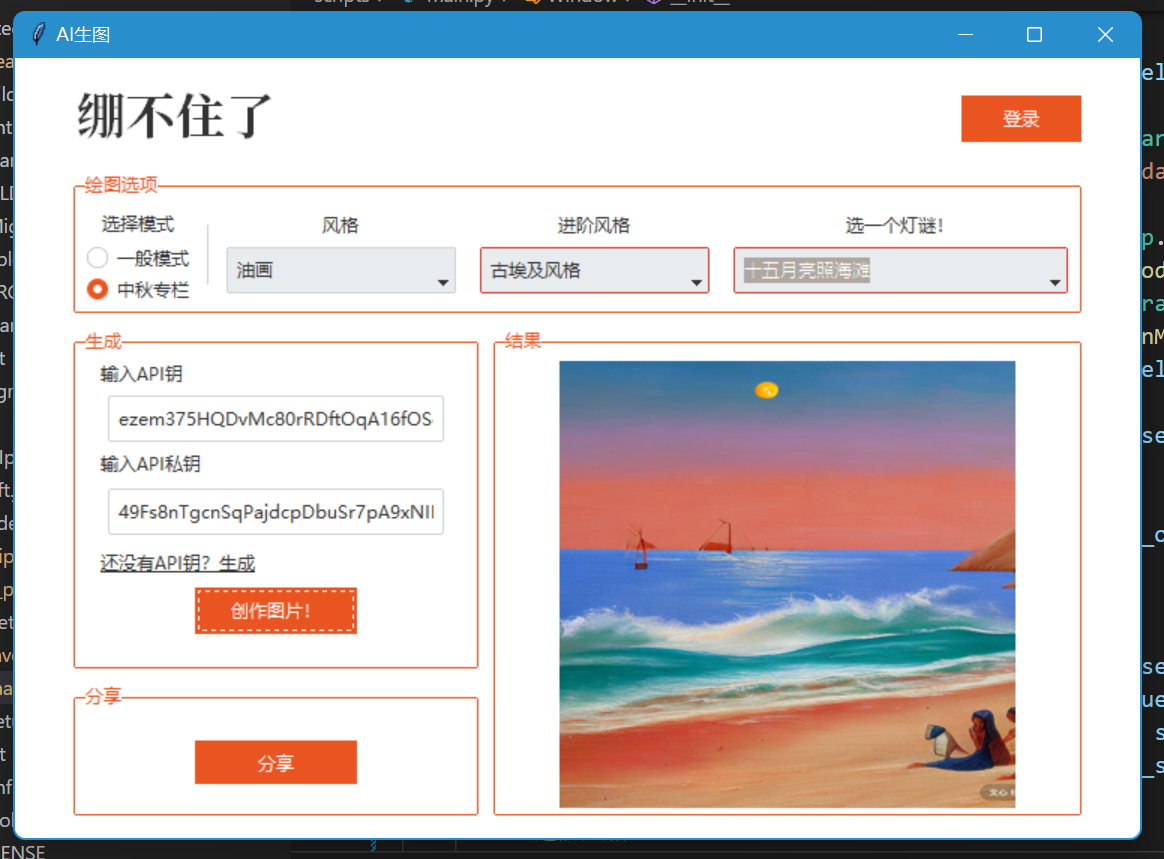 AI生图
绷不住了
登录
绘图选项
选择模式
一般模式
中秋专栏
风格
油画
进阶风格
古埃及风格
选一个灯谜!
十五月亮照海滩
生成
输入API钥
ezem375HQDvMc80rRDftOqA16fOS
输入API私钥
49Fs8nTgcnSqPajdcpDbuSr7pA9xNII
还没有API钥? 生成
创作图片!
分享
分享
结果
文心
ENSE